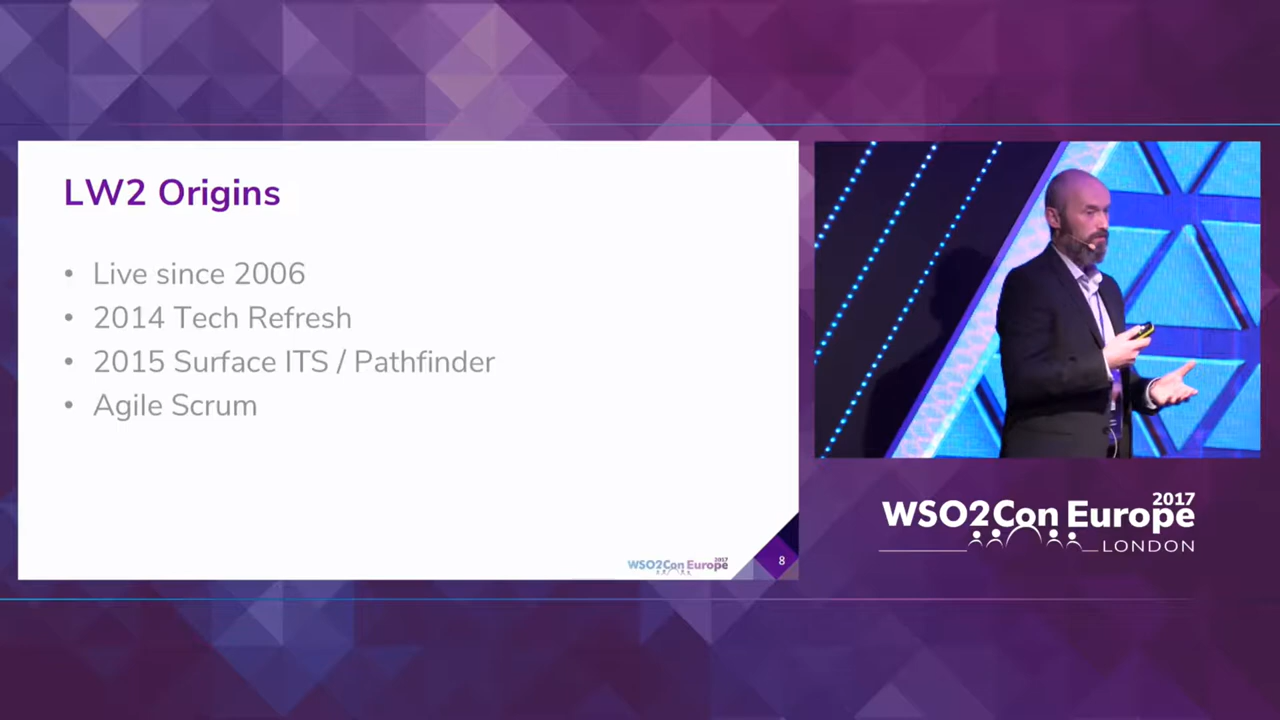 LW2 Origins
• Live since 2006
• 2014 Tech Refresh
• 2015 Surface ITS / Pathfinder
• Agile Scrum
WSO2Con Europe 2017
8
WSO2Con Europe 2017
LONDON